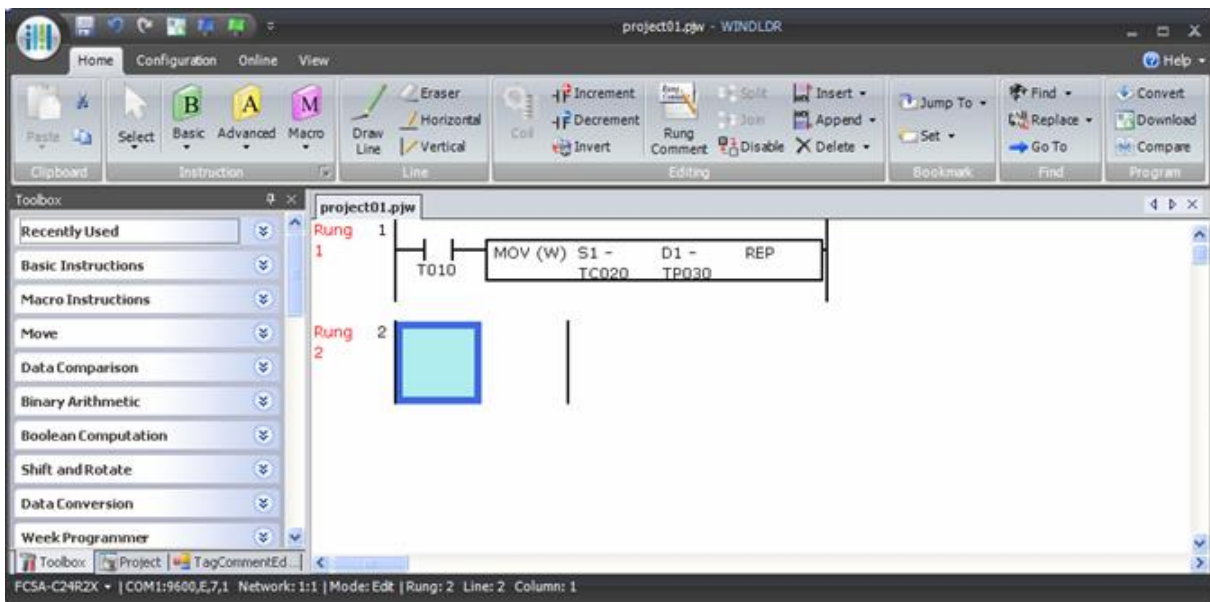 project01.pjw - WINDLDR
Home Configuration Online View Help
Paste Select Basic Advanced Macro Draw Line Eraser Horizontal Vertical Coil Increment Decrement Invert Rung Comment Split Join Disable Insert Append Delete Jump To Set Find Replace Go To Convert Download Compare
B A M
Clipboard Instruction Line Editing Bookmark Find Program
Toolbox
project01.pjw
Recently Used
Basic Instructions
Macro Instructions
Move
Data Comparison
Binary Arithmetic
Boolean Computation
Shift and Rotate
Data Conversion
Week Programmer
Rung 1
1
T010
MOV (W) S1 - D1 - REP
TC020 TP030
Rung 2
2
Toolbox Project TagCommentEd...
FC5A-C24R2X | COM1:9600,E,7,1 Network: 1:1 | Mode: Edit | Rung: 2 Line: 2 Column: 1